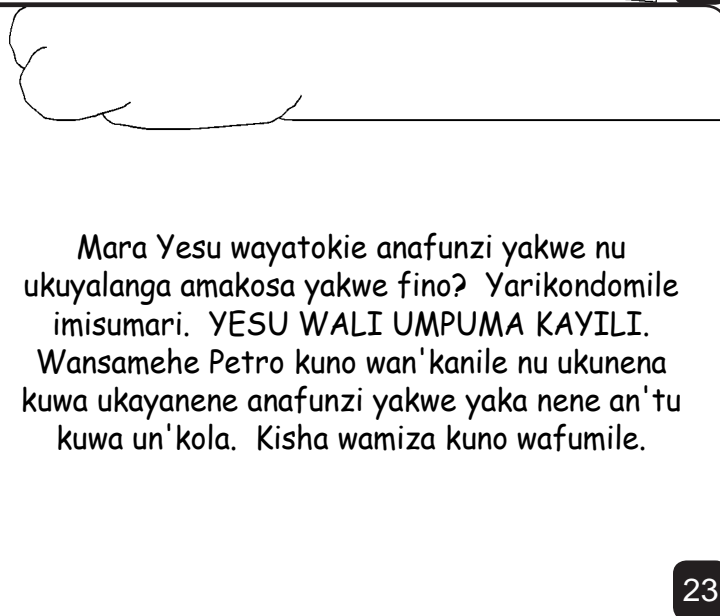 Mara Yesu wayatokie anafunzi yakwe nu
ukuyalanga amakosa yakwe fino? Yarikondomile
imisumari. YESU WALI UMPUMA KAYILI.
Wansamehe Petro kuno wan'kanile nu ukunena
kuwa ukayanene anafunzi yakwe yaka nene an'tu
kuwa un'kola. Kisha wamiza kuno wafumile.
23